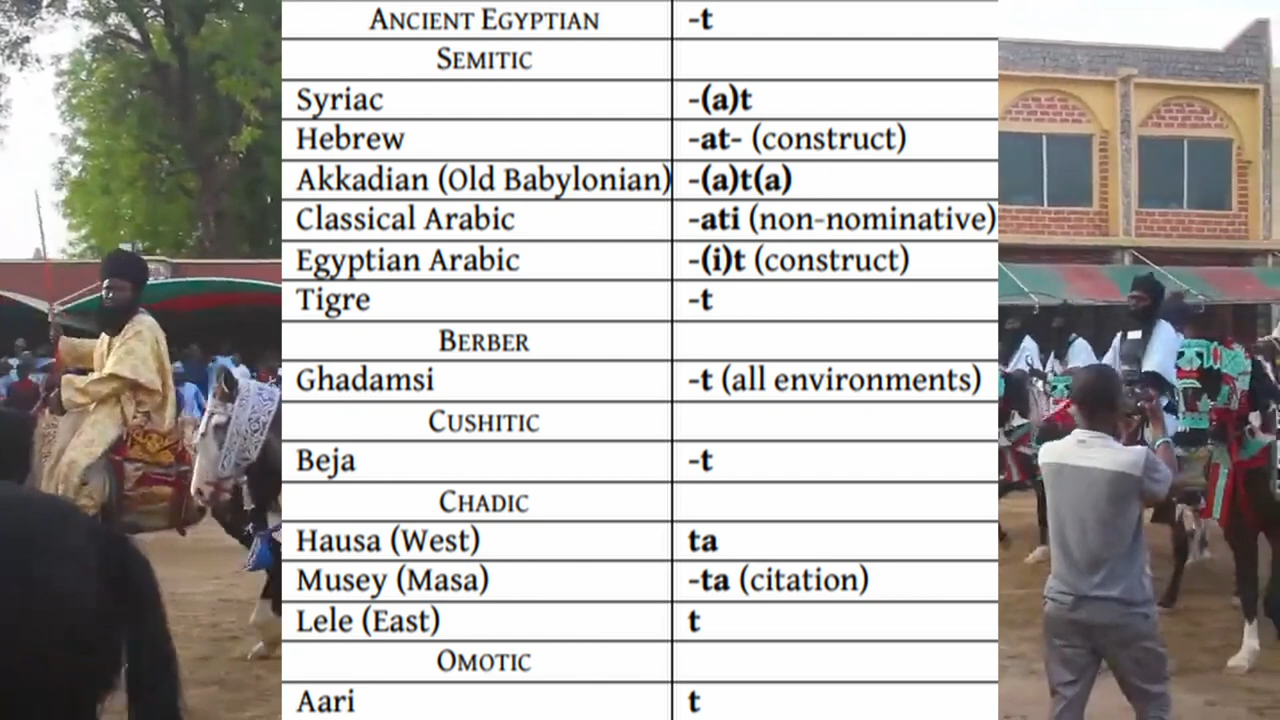 ANCIENT EGYPTIAN -t
SEMITIC
Syriac -(a)t
Hebrew -at- (construct)
Akkadian (Old Babylonian) -(a)t(a)
Classical Arabic -ati (non-nominative)
Egyptian Arabic -(i)t (construct)
Tigre -t
BERBER
Ghadamsi -t (all environments)
CUSHITIC
Beja -t
CHADIC
Hausa (West) ta
Musey (Masa) -ta (citation)
Lele (East) t
OMOTIC
Aari t